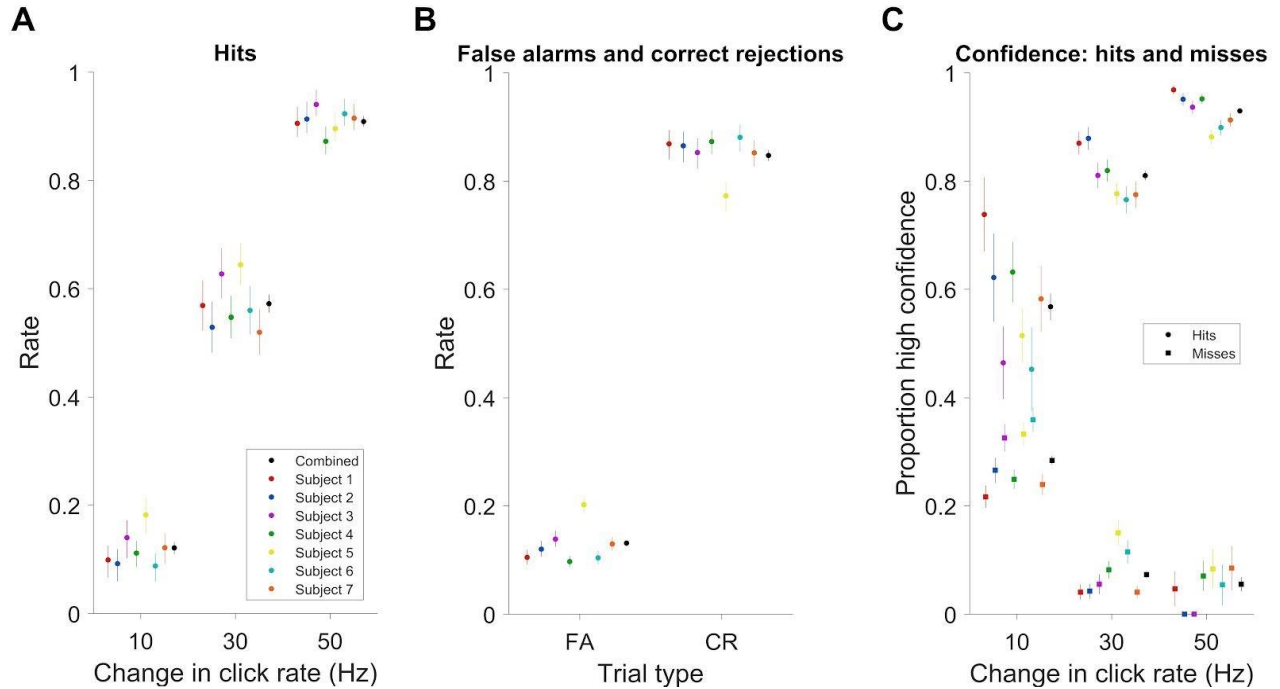 A
Hits
1
0.8
0.6
0.4
0.2
0
Rate
10 30 50
Change in click rate (Hz)
Combined
Subject 1
Subject 2
Subject 3
Subject 4
Subject 5
Subject 6
Subject 7
B
False alarms and correct rejections
1
0.8
0.6
0.4
0.2
0
Rate
FA CR
Trial type
C
Confidence: hits and misses
1
0.8
0.6
0.4
0.2
0
Proportion high confidence
10 30 50
Change in click rate (Hz)
Hits
Misses